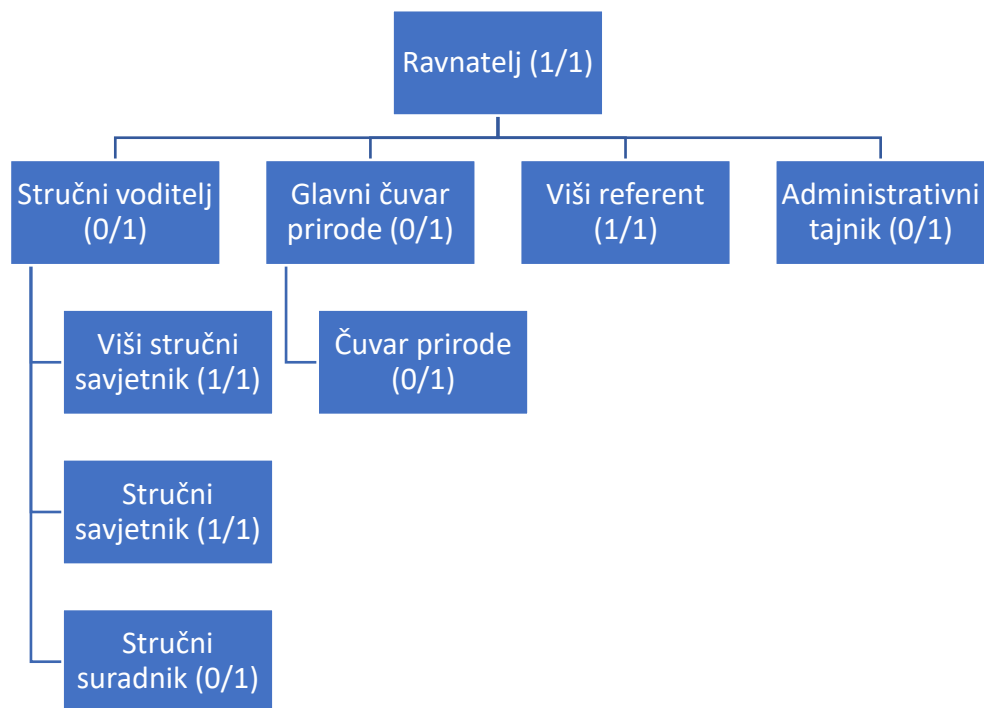 Ravnatelj (1/1)
Stručni voditelj
(0/1)
Glavni čuvar
prirode (0/1)
Viši referent
(1/1)
Administrativni
tajnik (0/1)
Viši stručni
savjetnik (1/1)
Čuvar prirode
(0/1)
Stručni
savjetnik (1/1)
Stručni
suradnik (0/1)